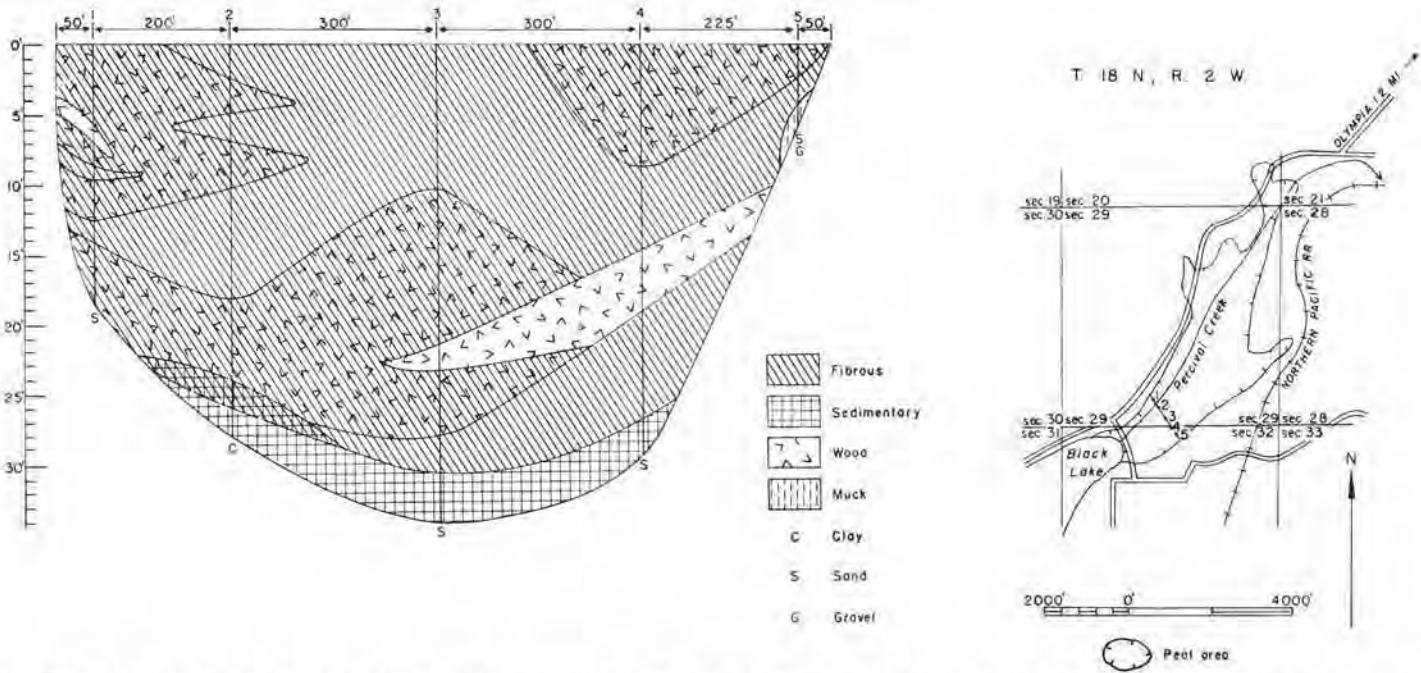 1 2 3 4 5
50' 200' 300' 300' 225' 50'
0'
5'
10'
15'
20'
25'
30'
S
C
S
S
S
G
Fibrous
Sedimentary
Wood
Muck
C Clay
S Sand
G Gravel
T. 18 N, R. 2 W.
OLYMPIA 1.2 MI
sec. 19 sec. 20
sec. 30 sec. 29
sec. 21
sec. 28
Percival Creek
NORTHERN PACIFIC RR
1 2 3 4 5
sec. 30 sec. 29
sec. 31
sec. 29 sec. 28
sec. 32 sec. 33
Black
Lake
N
2000' 0' 4000'
Peat area